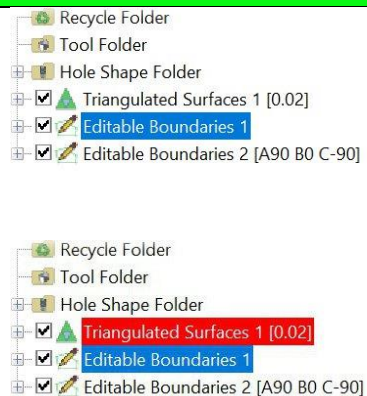 Recycle Folder
Tool Folder
Hole Shape Folder
Triangulated Surfaces 1 [0.02]
Editable Boundaries 1
Editable Boundaries 2 [A90 B0 C-90]
Recycle Folder
Tool Folder
Hole Shape Folder
Triangulated Surfaces 1 [0.02]
Editable Boundaries 1
Editable Boundaries 2 [A90 B0 C-90]